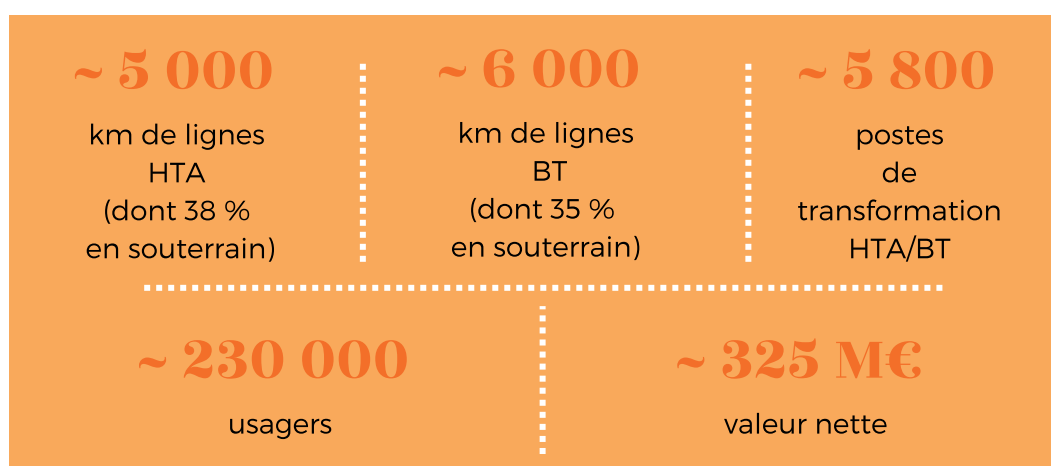 ~ 5 000
km de lignes
HTA
(dont 38 %
en souterrain)
~ 6 000
km de lignes
BT
(dont 35 %
en souterrain)
~ 5 800
postes
de
transformation
HTA/BT
~ 230 000
usagers
~ 325 M€
valeur nette